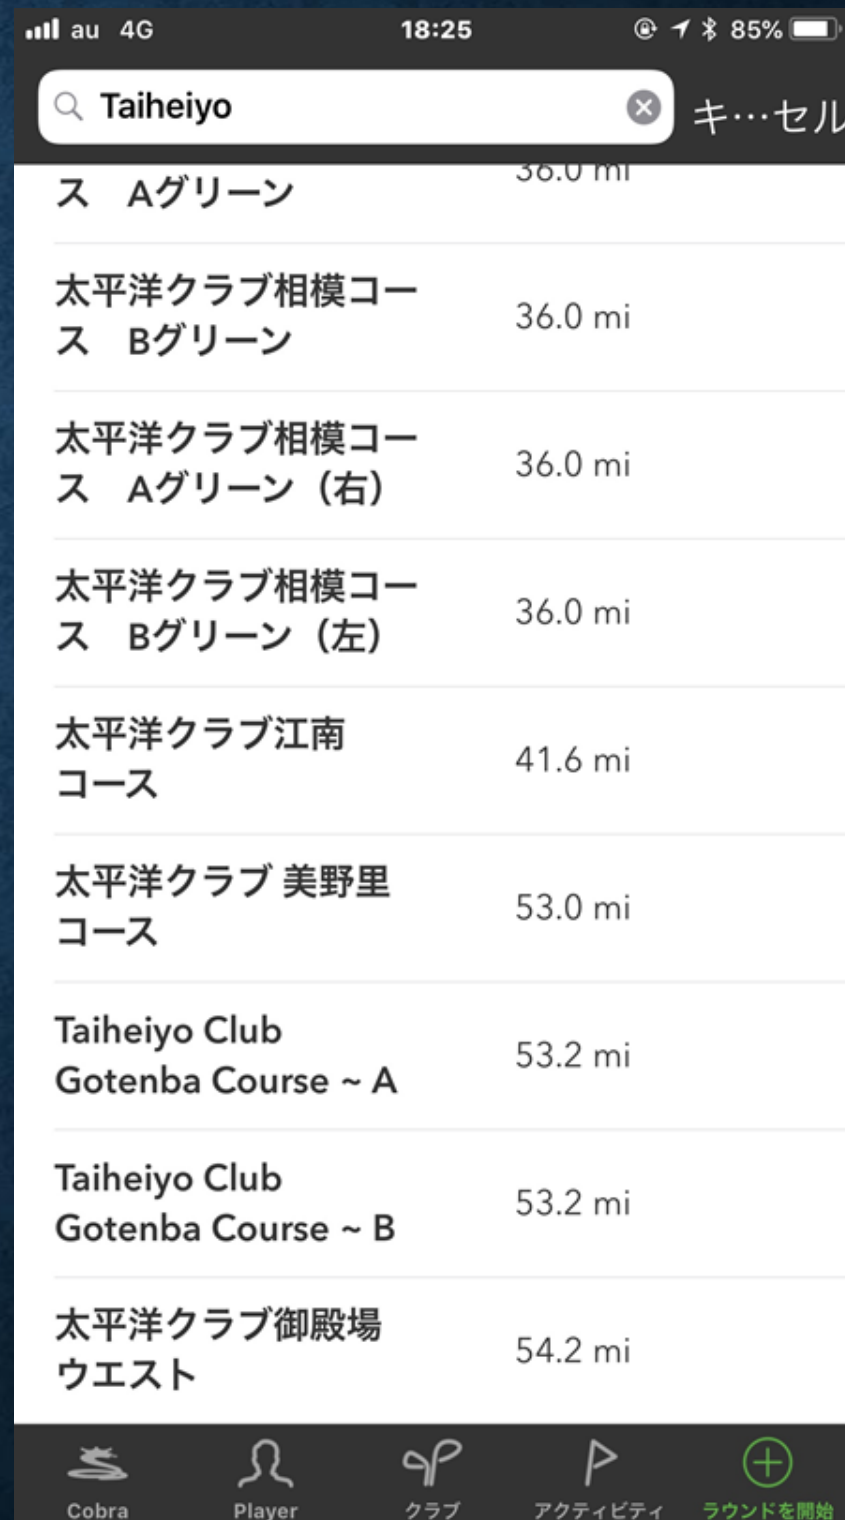 au 4G 18:25 85%
Taiheiyo キ…セル
ス　Aグリーン 36.0 mi
太平洋クラブ相模コー
ス　Bグリーン
36.0 mi
太平洋クラブ相模コー
ス　Aグリーン（右）
36.0 mi
太平洋クラブ相模コー
ス　Bグリーン（左）
36.0 mi
太平洋クラブ江南
コース
41.6 mi
太平洋クラブ 美野里
コース
53.0 mi
Taiheiyo Club
Gotenba Course ~ A
53.2 mi
Taiheiyo Club
Gotenba Course ~ B
53.2 mi
太平洋クラブ御殿場
ウエスト
54.2 mi
Cobra Player クラブ アクティビティ ラウンドを開始